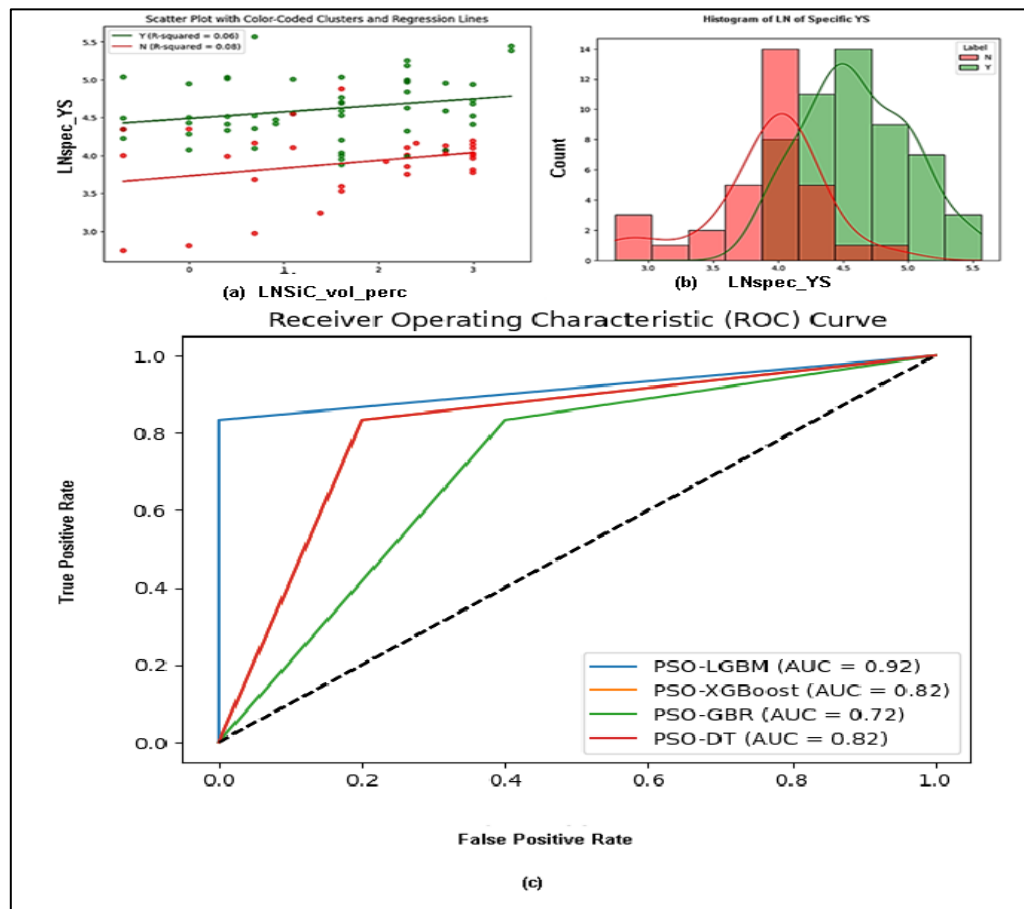 Scatter Plot with Color-Coded Clusters and Regression Lines
Y (R-squared = 0.06)
N (R-squared = 0.08)
5.5
5.0
4.5
4.0
3.5
3.0
LNspec_YS
0 1. 2 3
(a) LNSiC_vol_perc
Histogram of LN of Specific YS
Label
N
Y
14
12
10
8
6
4
2
0
Count
3.0 3.5 4.0 4.5 5.0 5.5
(b) LNspec_YS
Receiver Operating Characteristic (ROC) Curve
1.0
0.8
0.6
0.4
0.2
0.0
True Positive Rate
PSO-LGBM (AUC = 0.92)
PSO-XGBoost (AUC = 0.82)
PSO-GBR (AUC = 0.72)
PSO-DT (AUC = 0.82)
0.0 0.2 0.4 0.6 0.8 1.0
False Positive Rate
(c)